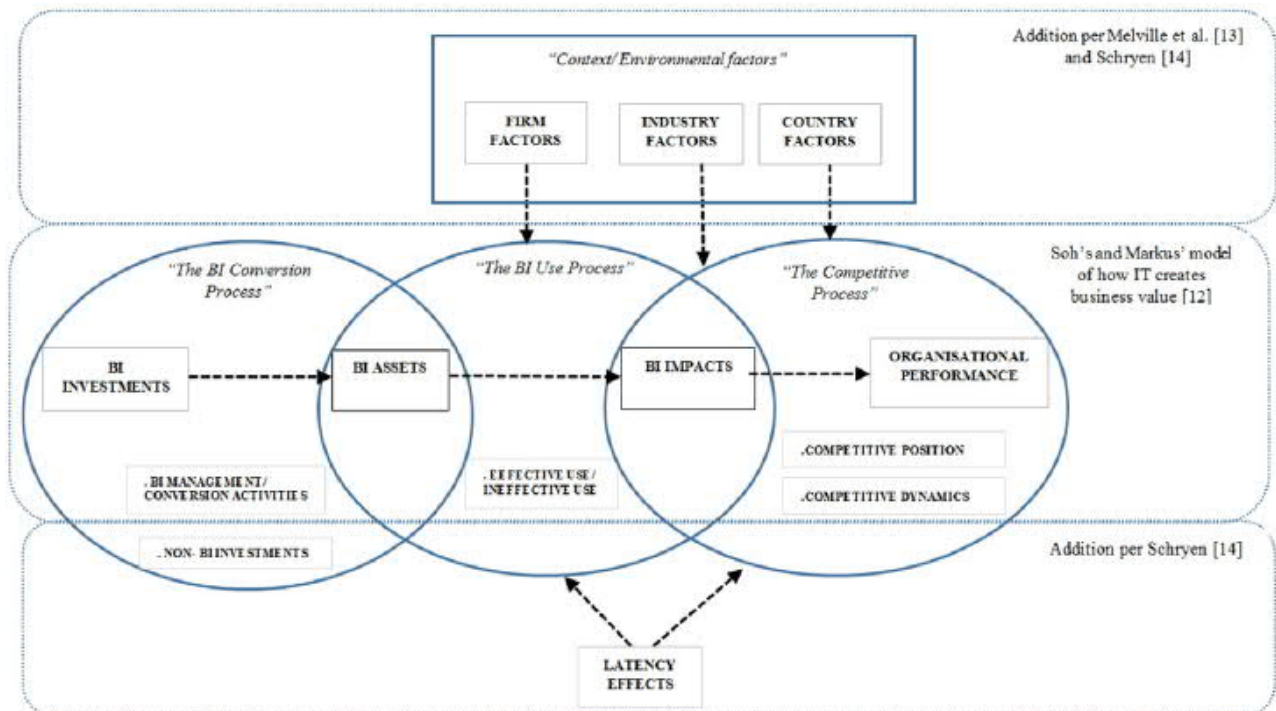 Addition per Melville et al. [13]
and Schryen [14]
"Context/Environmental factors"
FIRM
FACTORS
INDUSTRY
FACTORS
COUNTRY
FACTORS
Soh's and Markus' model
of how IT creates
business value [12]
"The BI Conversion
Process"
"The BI Use Process"
"The Competitive
Process"
BI
INVESTMENTS
BI ASSETS
BI IMPACTS
ORGANISATIONAL
PERFORMANCE
. BI MANAGEMENT/
CONVERSION ACTIVITIES
. EFFECTIVE USE/
INEFFECTIVE USE
. COMPETITIVE POSITION
. COMPETITIVE DYNAMICS
. NON- BI INVESTMENTS
Addition per Schryen [14]
LATENCY
EFFECTS